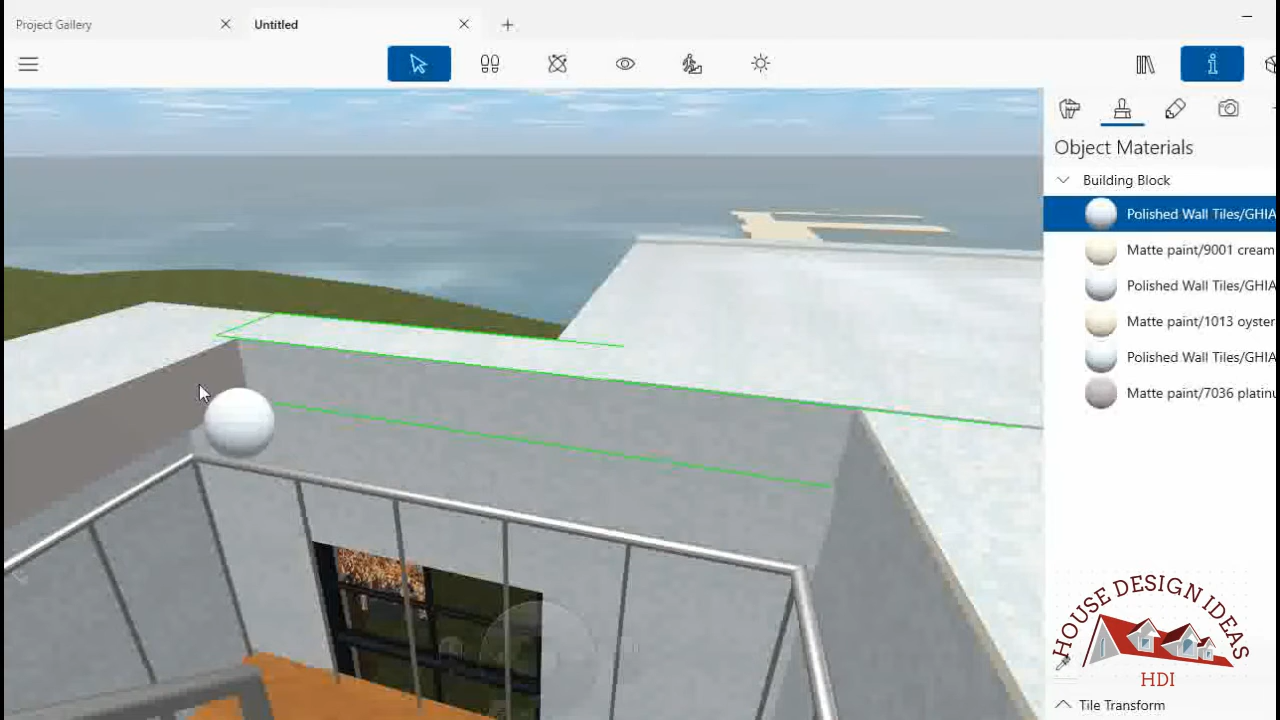 Project Gallery
Untitled
Object Materials
Building Block
Polished Wall Tiles/GHIA
Matte paint/9001 cream
Polished Wall Tiles/GHIA
Matte paint/1013 oyster
Polished Wall Tiles/GHIA
Matte paint/7036 platinu
HOUSE DESIGN IDEAS
HDI
Tile Transform